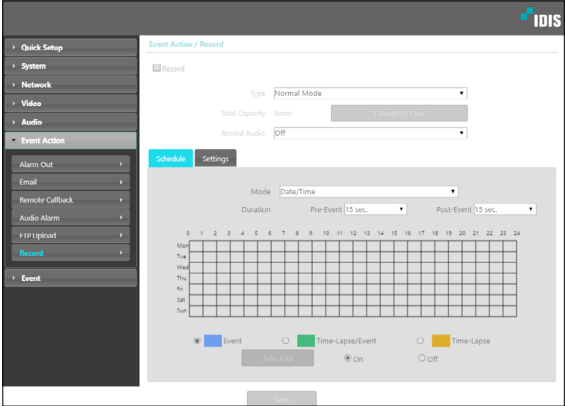 IDIS
Quick Setup
System
Network
Video
Audio
Event Action
Alarm Out
Email
Remote Callback
Audio Alarm
FTP Upload
Record
Event
Event Action / Record
Record
Type Normal Mode
Total Capacity None Format SD Card
Record Audio Off
Schedule Settings
Mode Date/Time
Duration Pre-Event 15 sec. Post-Event 15 sec.
0 1 2 3 4 5 6 7 8 9 10 11 12 13 14 15 16 17 18 19 20 21 22 23 24
Mon
Tue
Wed
Thu
Fri
Sat
Sun
Event Time-Lapse/Event Time-Lapse
Select All On Off
Save